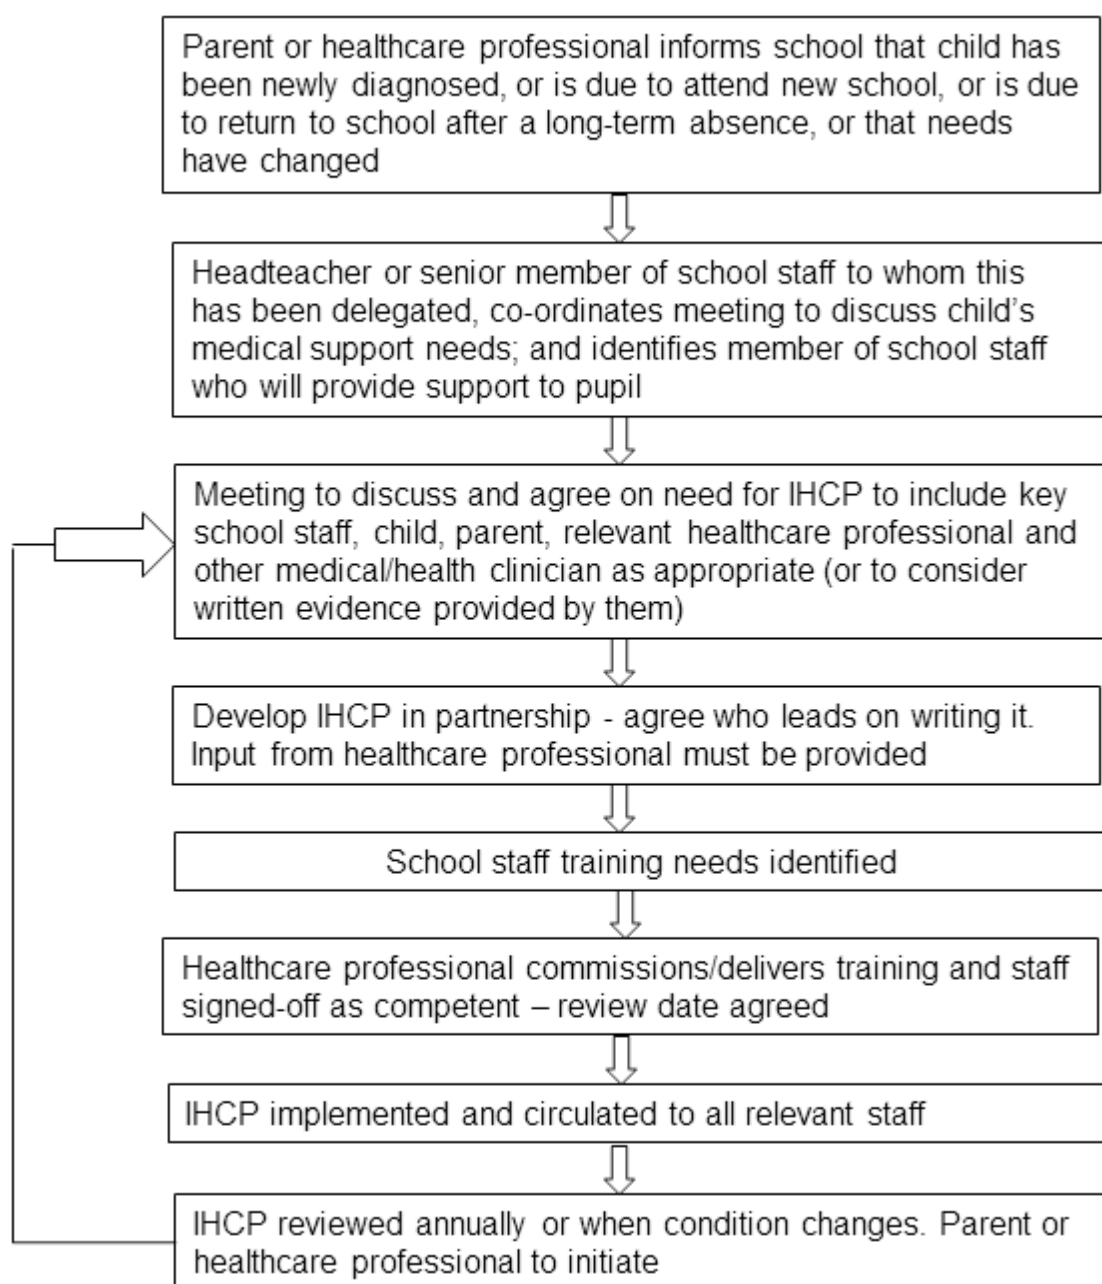 Parent or healthcare professional informs school that child has
been newly diagnosed, or is due to attend new school, or is due
to return to school after a long-term absence, or that needs
have changed
Headteacher or senior member of school staff to whom this
has been delegated, co-ordinates meeting to discuss child’s
medical support needs; and identifies member of school staff
who will provide support to pupil
Meeting to discuss and agree on need for IHCP to include key
school staff, child, parent, relevant healthcare professional and
other medical/health clinician as appropriate (or to consider
written evidence provided by them)
Develop IHCP in partnership - agree who leads on writing it.
Input from healthcare professional must be provided
School staff training needs identified
Healthcare professional commissions/delivers training and staff
signed-off as competent – review date agreed
IHCP implemented and circulated to all relevant staff
IHCP reviewed annually or when condition changes. Parent or
healthcare professional to initiate